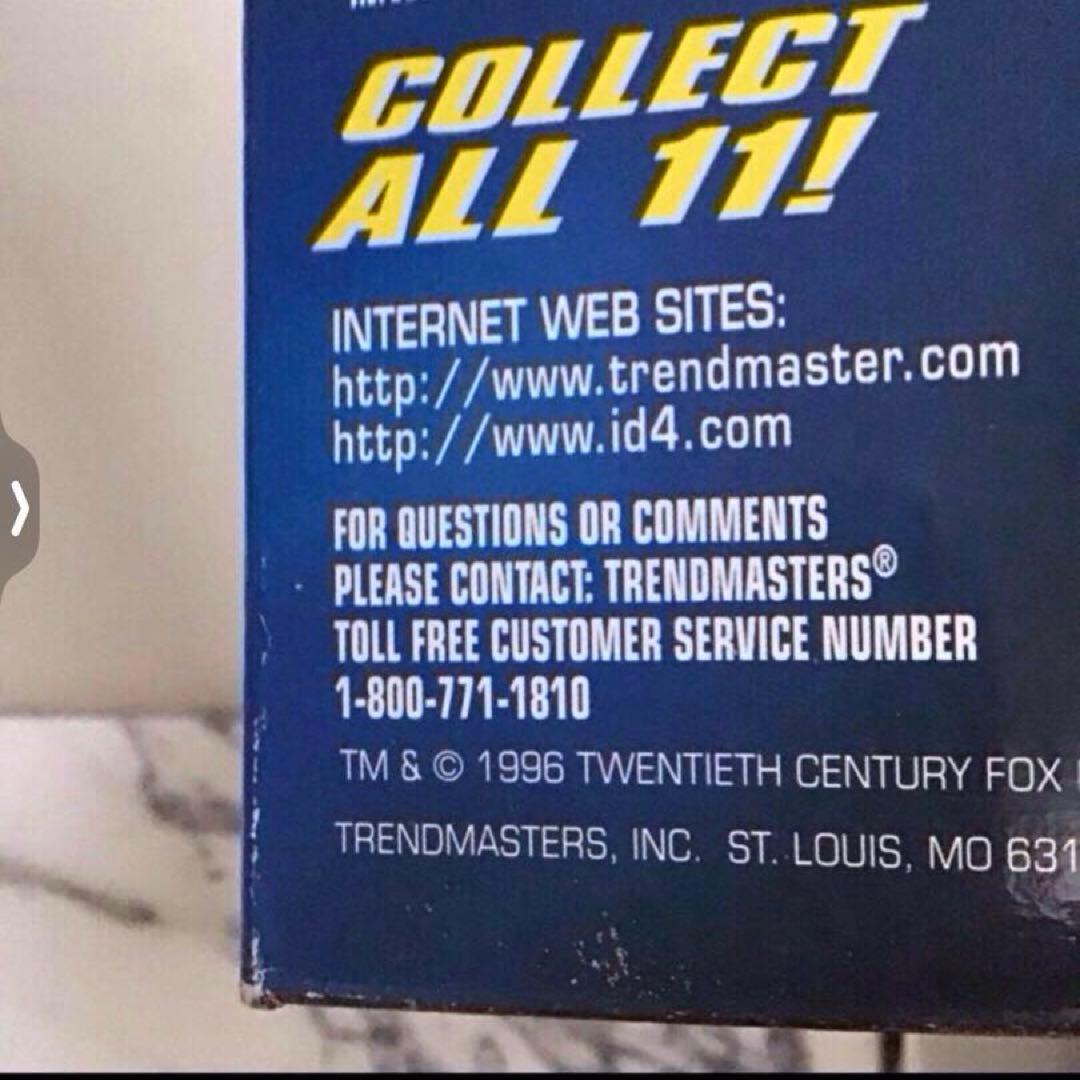 COLLECT
ALL 11!
INTERNET WEB SITES:
http://www.trendmaster.com
http://www.id4.com
FOR QUESTIONS OR COMMENTS
PLEASE CONTACT: TRENDMASTERS®
TOLL FREE CUSTOMER SERVICE NUMBER
1-800-771-1810
TM & © 1996 TWENTIETH CENTURY FOX
TRENDMASTERS, INC. ST. LOUIS, MO 631